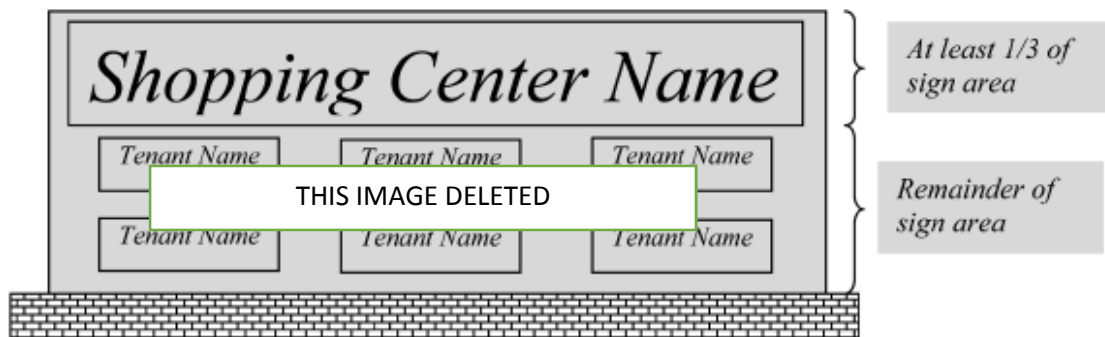 Shopping Center Name
At least 1/3 of
sign area
Tenant Name Tenant Name Tenant Name
THIS IMAGE DELETED
Remainder of
sign area
Tenant Name Tenant Name Tenant Name